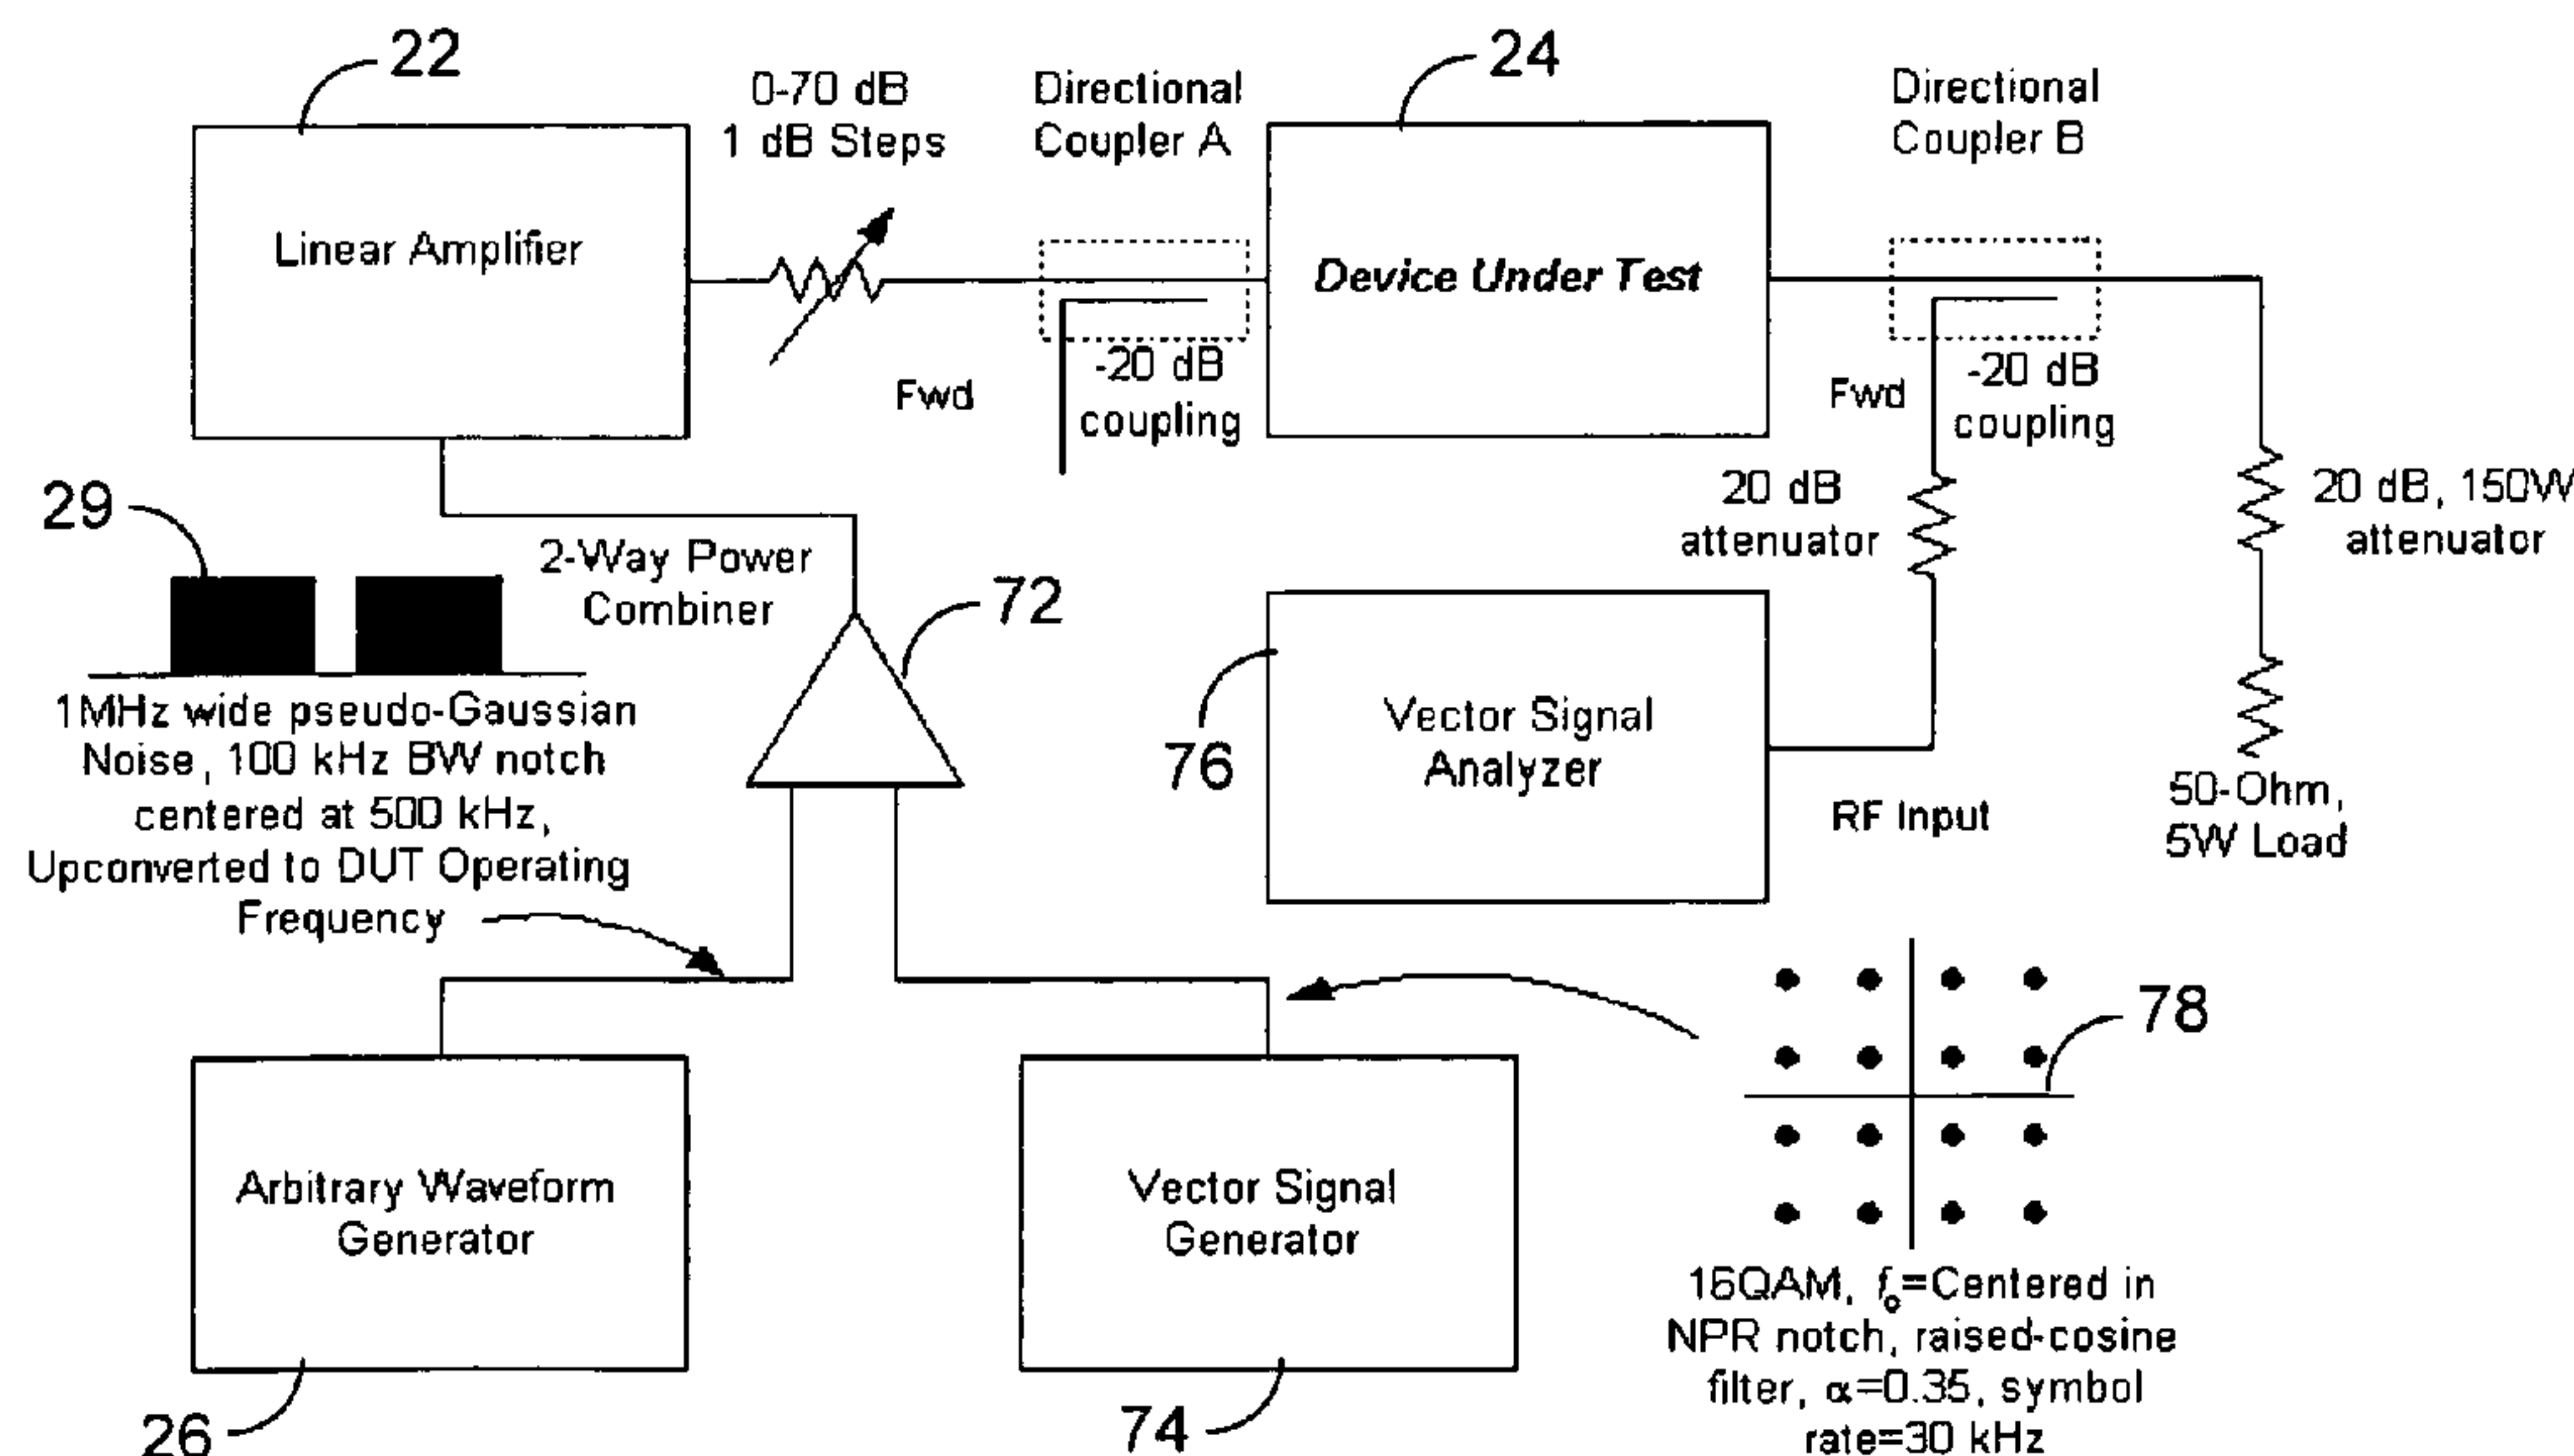 22
0-70 dB
1 dB Steps
Directional
Coupler A
24
Directional
Coupler B
Linear Amplifier
Device Under Test
Fwd
-20 dB
coupling
Fwd
-20 dB
coupling
29
2-Way Power
Combiner
72
20 dB
attenuator
20 dB, 150W
attenuator
1MHz wide pseudo-Gaussian
Noise, 100 kHz BW notch
centered at 500 kHz,
Upconverted to DUT Operating
Frequency
76
Vector Signal
Analyzer
RF Input
50-Ohm,
5W Load
78
Arbitrary Waveform
Generator
Vector Signal
Generator
26
74
16QAM, fo=Centered in
NPR notch, raised-cosine
filter, α=0.35, symbol
rate=30 kHz